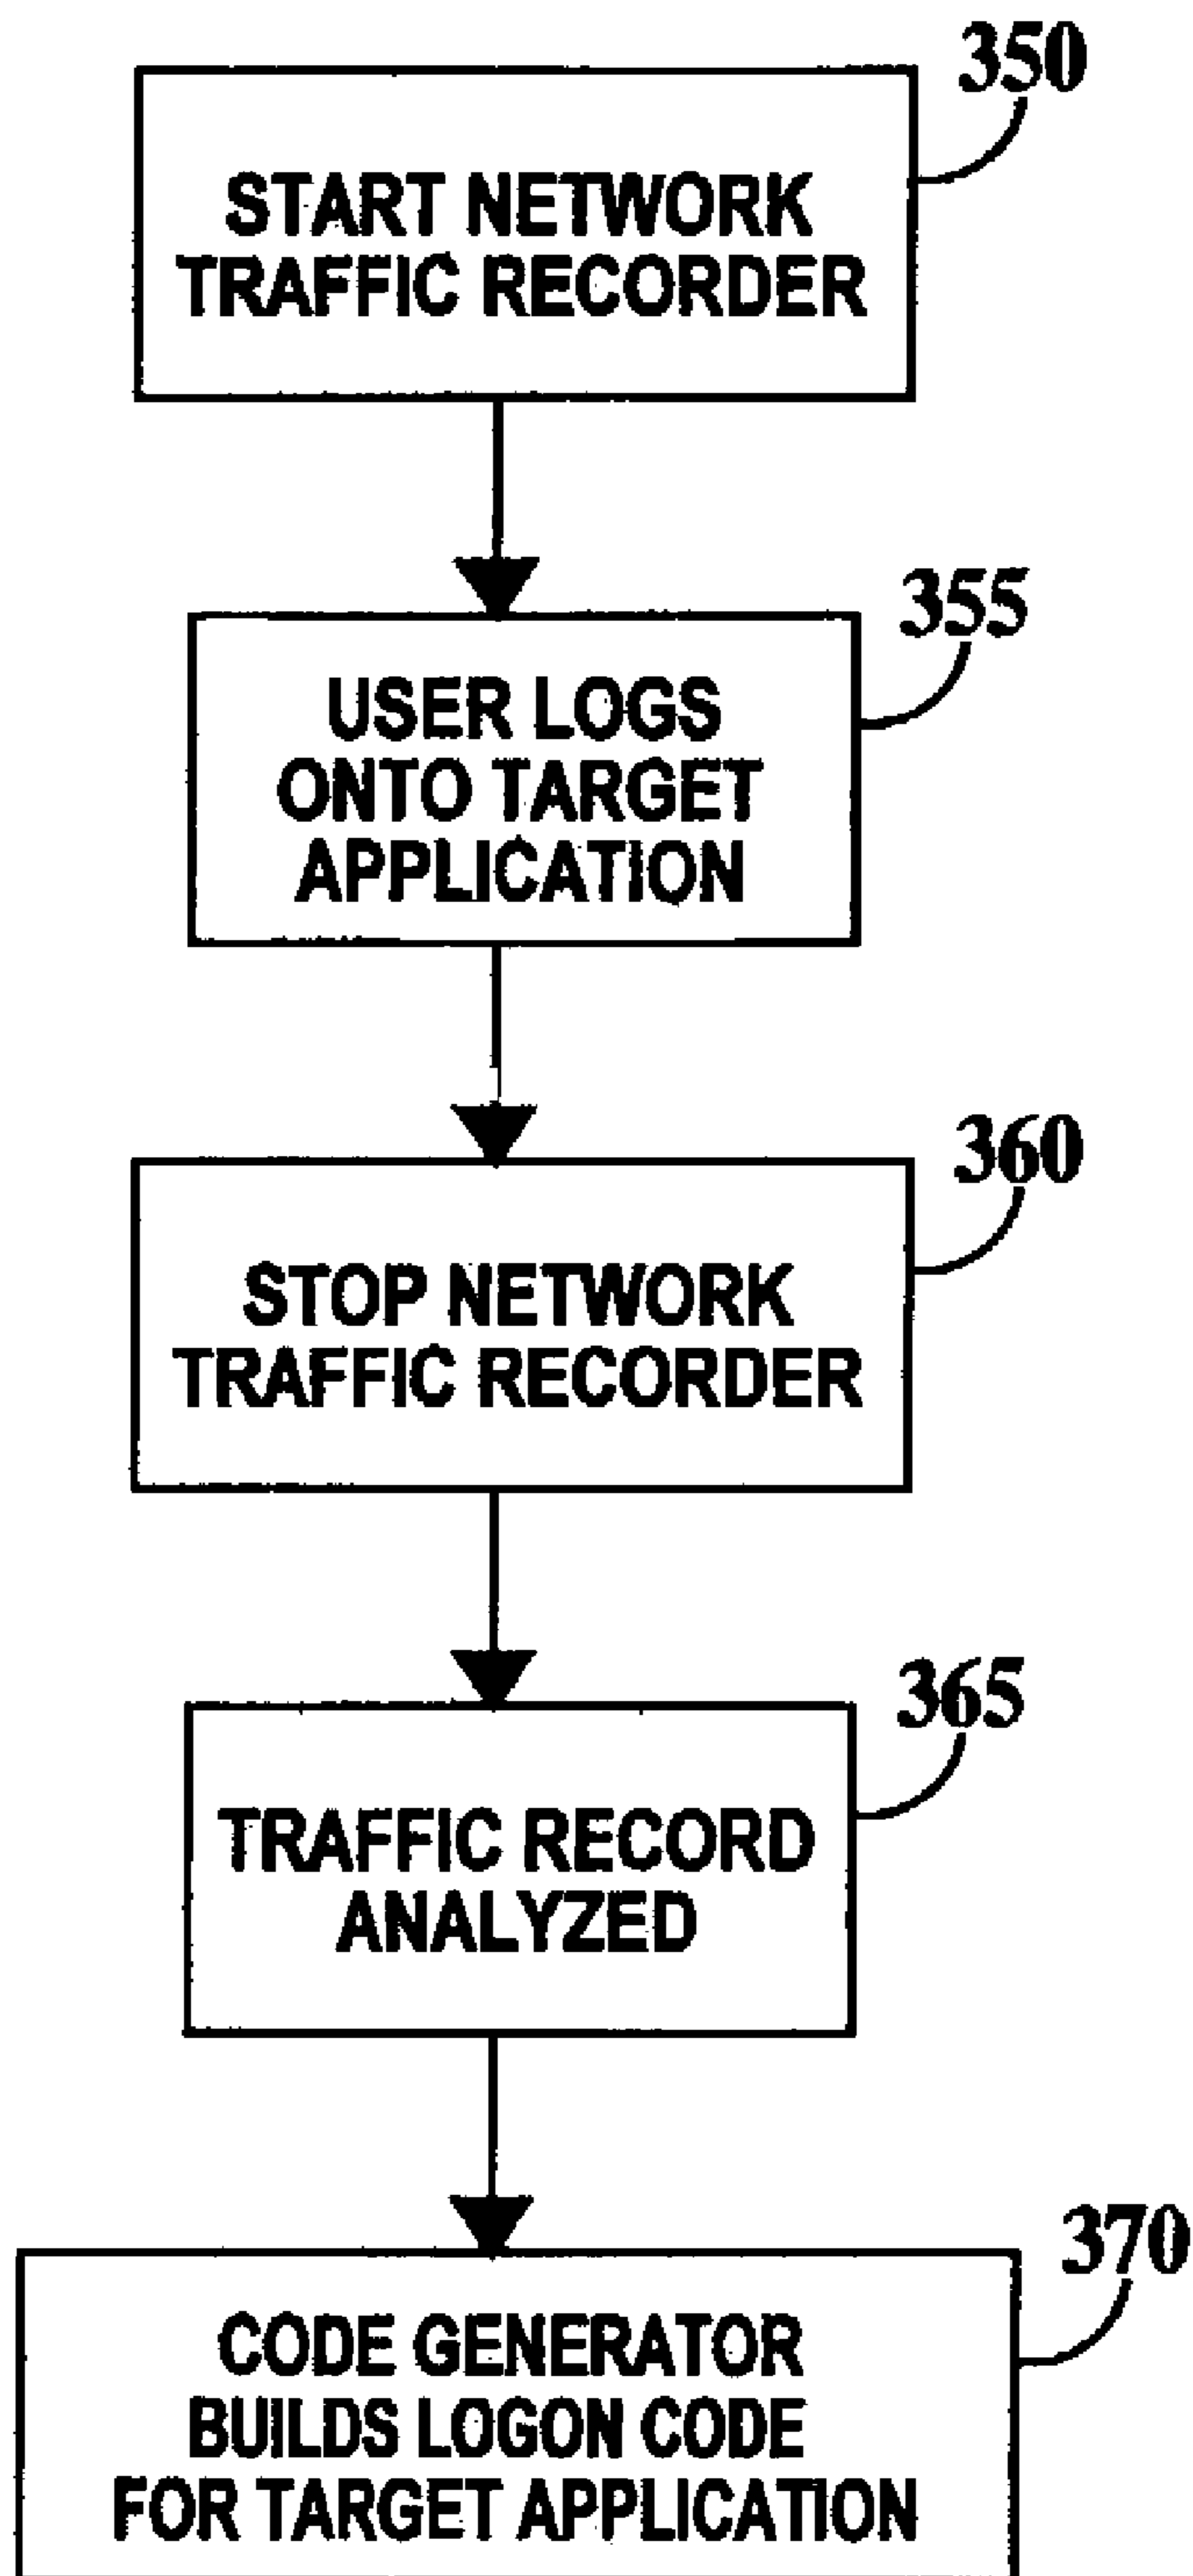 350
START NETWORK
TRAFFIC RECORDER
355
USER LOGS
ONTO TARGET
APPLICATION
360
STOP NETWORK
TRAFFIC RECORDER
365
TRAFFIC RECORD
ANALYZED
370
CODE GENERATOR
BUILDS LOGON CODE
FOR TARGET APPLICATION